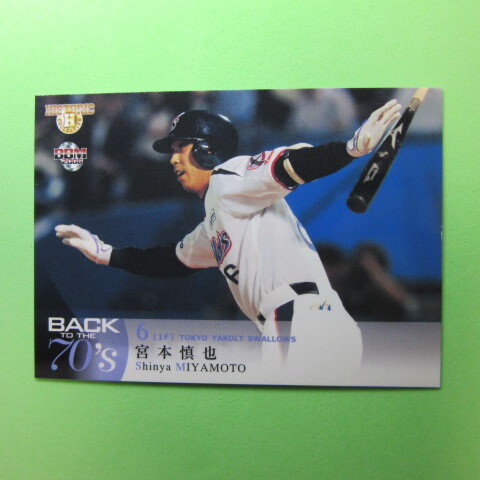 HISTORIC
H
BBM
BACK
TO THE
70's
6 [IF] TOKYO YAKULT SWALLOWS
宮本慎也
Shinya MIYAMOTO